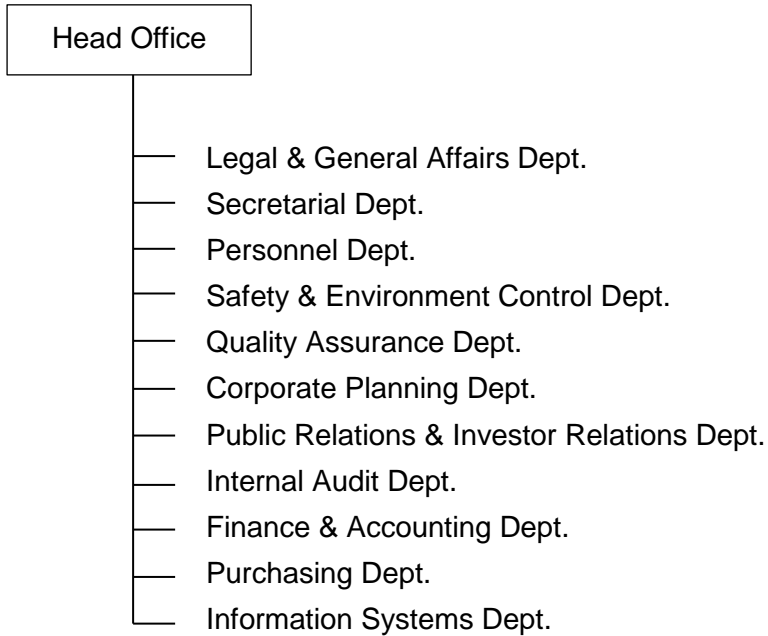 Head Office
Legal & General Affairs Dept.
Secretarial Dept.
Personnel Dept.
Safety & Environment Control Dept.
Quality Assurance Dept.
Corporate Planning Dept.
Public Relations & Investor Relations Dept.
Internal Audit Dept.
Finance & Accounting Dept.
Purchasing Dept.
Information Systems Dept.